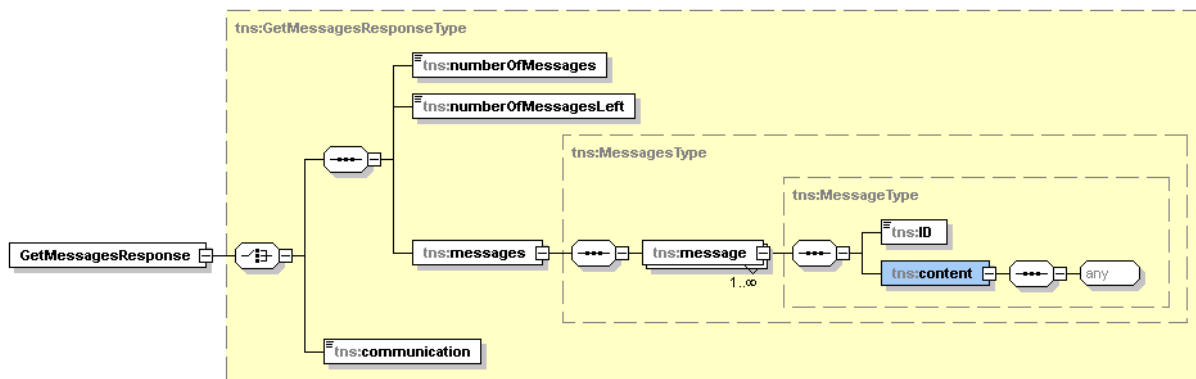 tns:GetMessagesResponseType
tns:numberOfMessages
tns:numberOfMessagesLeft
tns:MessagesType
tns:MessageType
tns:ID
GetMessagesResponse
tns:messages
tns:message
1..∞
tns:content
any
tns:communication